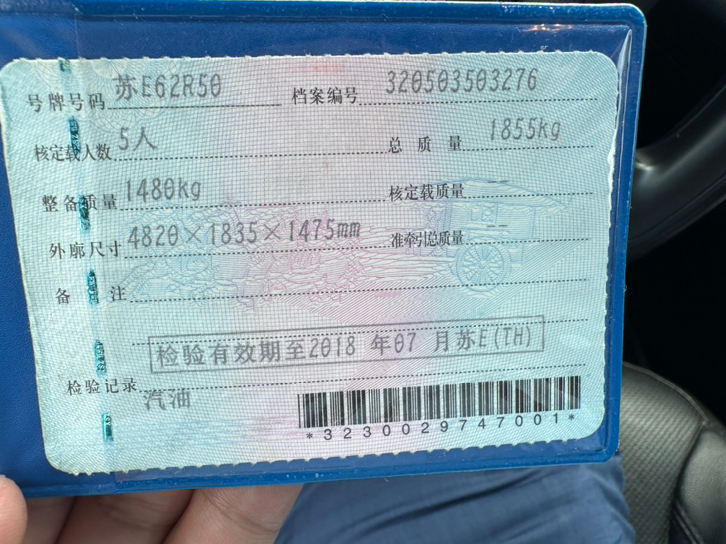 号牌号码 苏E62R50 档案编号 320503503276
核定载人数 5人 总质量 1855kg
整备质量 1480kg 核定载质量 --
外廓尺寸 4820×1835×1475mm 准牵引总质量 --
备注
检验有效期至2018 年07 月苏E(TH)
检验记录 汽油
*3230029747001*